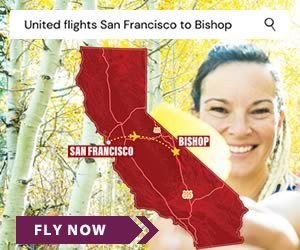 United flights San Francisco to Bishop
SAN FRANCISCO
BISHOP
FLY NOW